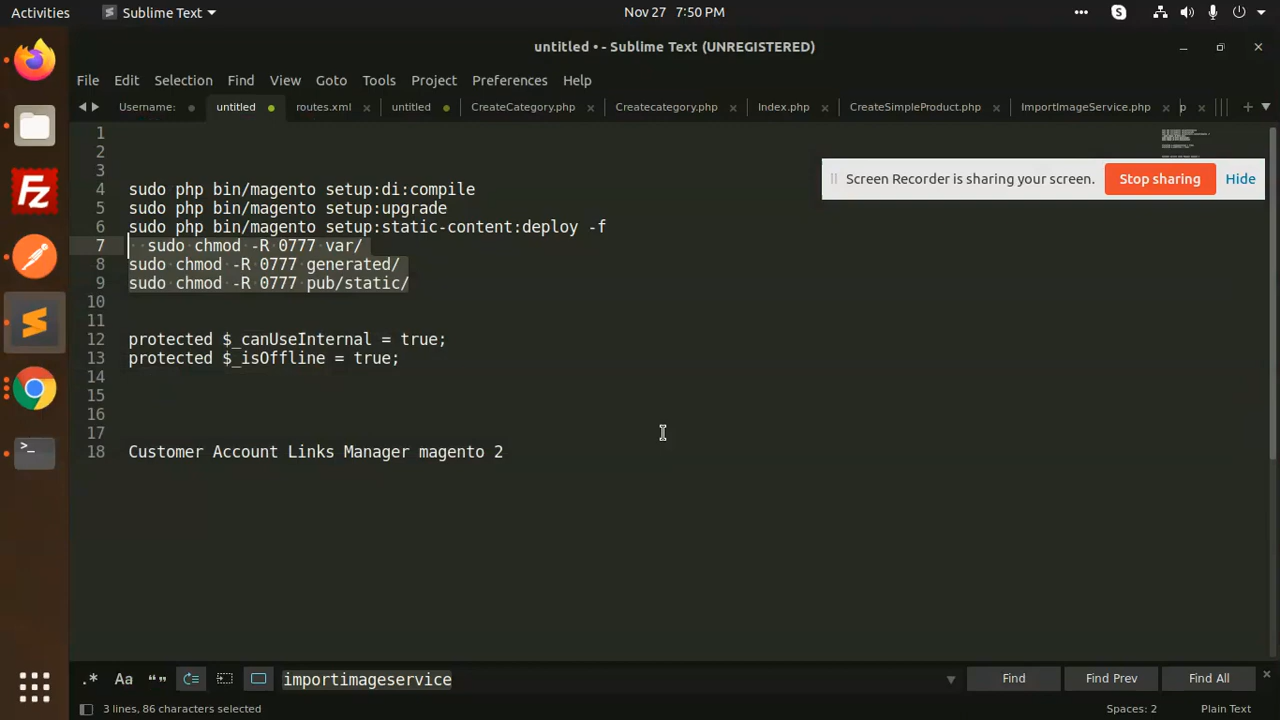 Activities
Sublime Text
Nov 27 7:50 PM
untitled • - Sublime Text (UNREGISTERED)
File Edit Selection Find View Goto Tools Project Preferences Help
Username: untitled routes.xml untitled CreateCategory.php Createcategory.php Index.php CreateSimpleProduct.php ImportImageService.php p
Screen Recorder is sharing your screen. Stop sharing Hide
1
2
3
4 sudo php bin/magento setup:di:compile
5 sudo php bin/magento setup:upgrade
6 sudo php bin/magento setup:static-content:deploy -f
7 sudo chmod -R 0777 var/
8 sudo chmod -R 0777 generated/
9 sudo chmod -R 0777 pub/static/
10
11
12 protected $_canUseInternal = true;
13 protected $_isOffline = true;
14
15
16
17
18 Customer Account Links Manager magento 2
.* Aa “” importimageservice Find Find Prev Find All
3 lines, 86 characters selected Spaces: 2 Plain Text